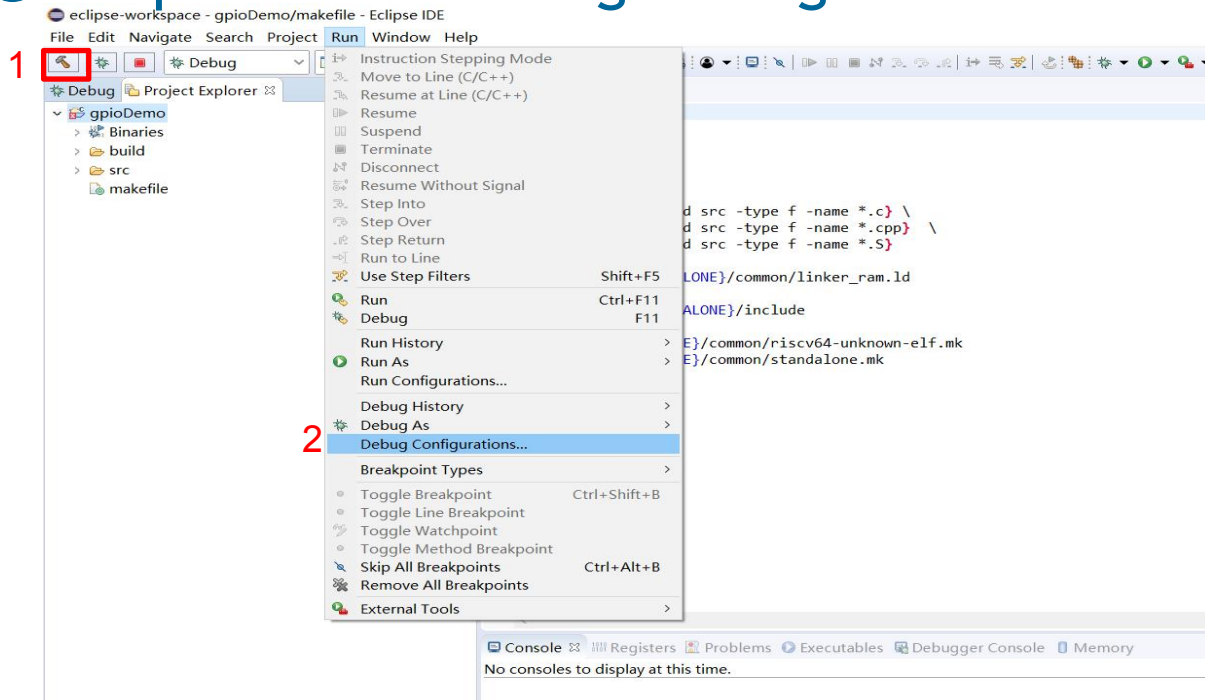 eclipse-workspace - gpioDemo/makefile - Eclipse IDE
File Edit Navigate Search Project Run Window Help
1
Debug
Debug Project Explorer
gpioDemo
Binaries
build
src
makefile
Instruction Stepping Mode
Move to Line (C/C++)
Resume at Line (C/C++)
Resume
Suspend
Terminate
Disconnect
Resume Without Signal
Step Into
Step Over
Step Return
Run to Line
Use Step Filters Shift+F5
Run Ctrl+F11
Debug F11
Run History
Run As
Run Configurations...
Debug History
Debug As
2
Debug Configurations...
Breakpoint Types
Toggle Breakpoint Ctrl+Shift+B
Toggle Line Breakpoint
Toggle Watchpoint
Toggle Method Breakpoint
Skip All Breakpoints Ctrl+Alt+B
Remove All Breakpoints
External Tools
d src -type f -name *.c} \
d src -type f -name *.cpp} \
d src -type f -name *.S}
LONE}/common/linker_ram.ld
ALONE}/include
E}/common/riscv64-unknown-elf.mk
E}/common/standalone.mk
Console Registers Problems Executables Debugger Console Memory
No consoles to display at this time.